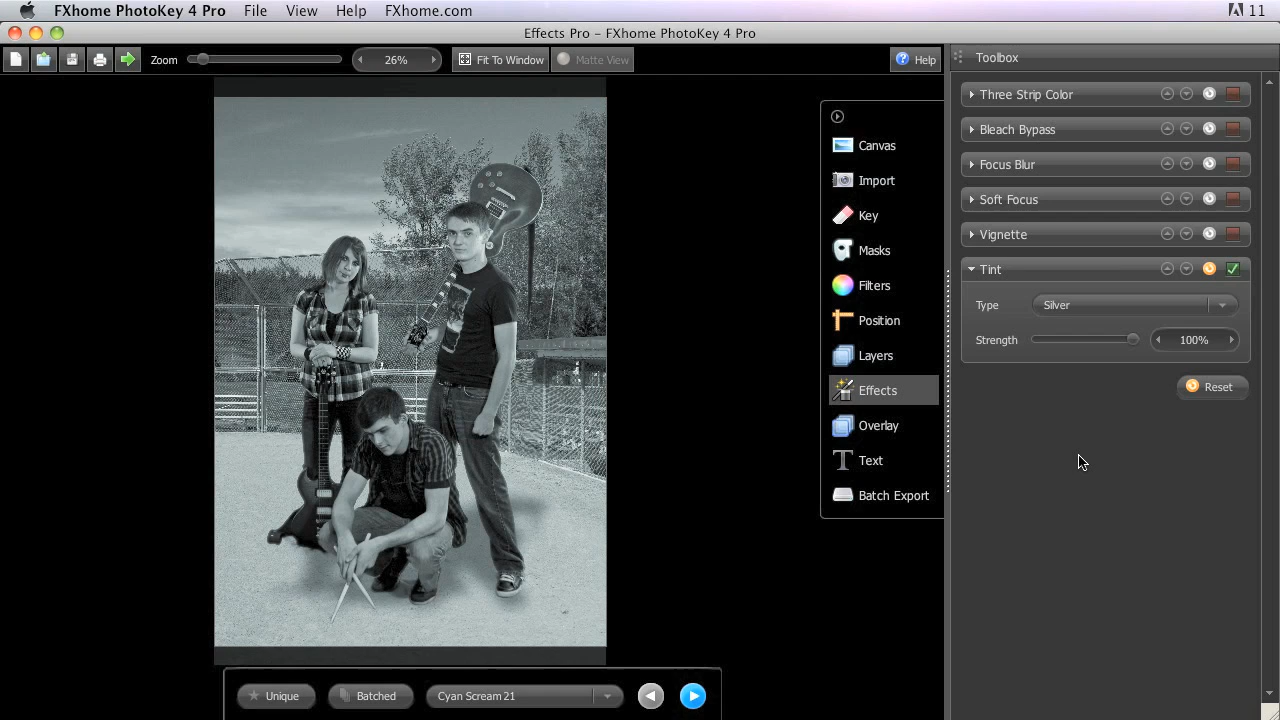 FXhome PhotoKey 4 Pro File View Help FXhome.com 11
Effects Pro – FXhome PhotoKey 4 Pro
Zoom 26% Fit To Window Matte View Help
Toolbox
Three Strip Color
Bleach Bypass
Focus Blur
Soft Focus
Vignette
Tint
Type Silver
Strength 100%
Reset
Canvas
Import
Key
Masks
Filters
Position
Layers
Effects
Overlay
Text
Batch Export
Unique Batched Cyan Scream 21